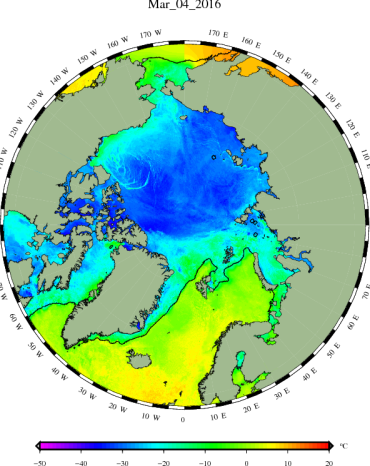 Mar_04_2016
170 W
170 E
160 W
160 E
150 W
150 E
140 W
140 E
130 W
130 E
120 W
120 E
110 E
70 E
60 W
60 E
50 W
50 E
40 W
40 E
30 W
30 E
20 W
20 E
10 W
10 E
0
−50 −40 −30 −20 −10 0 10 20 °C